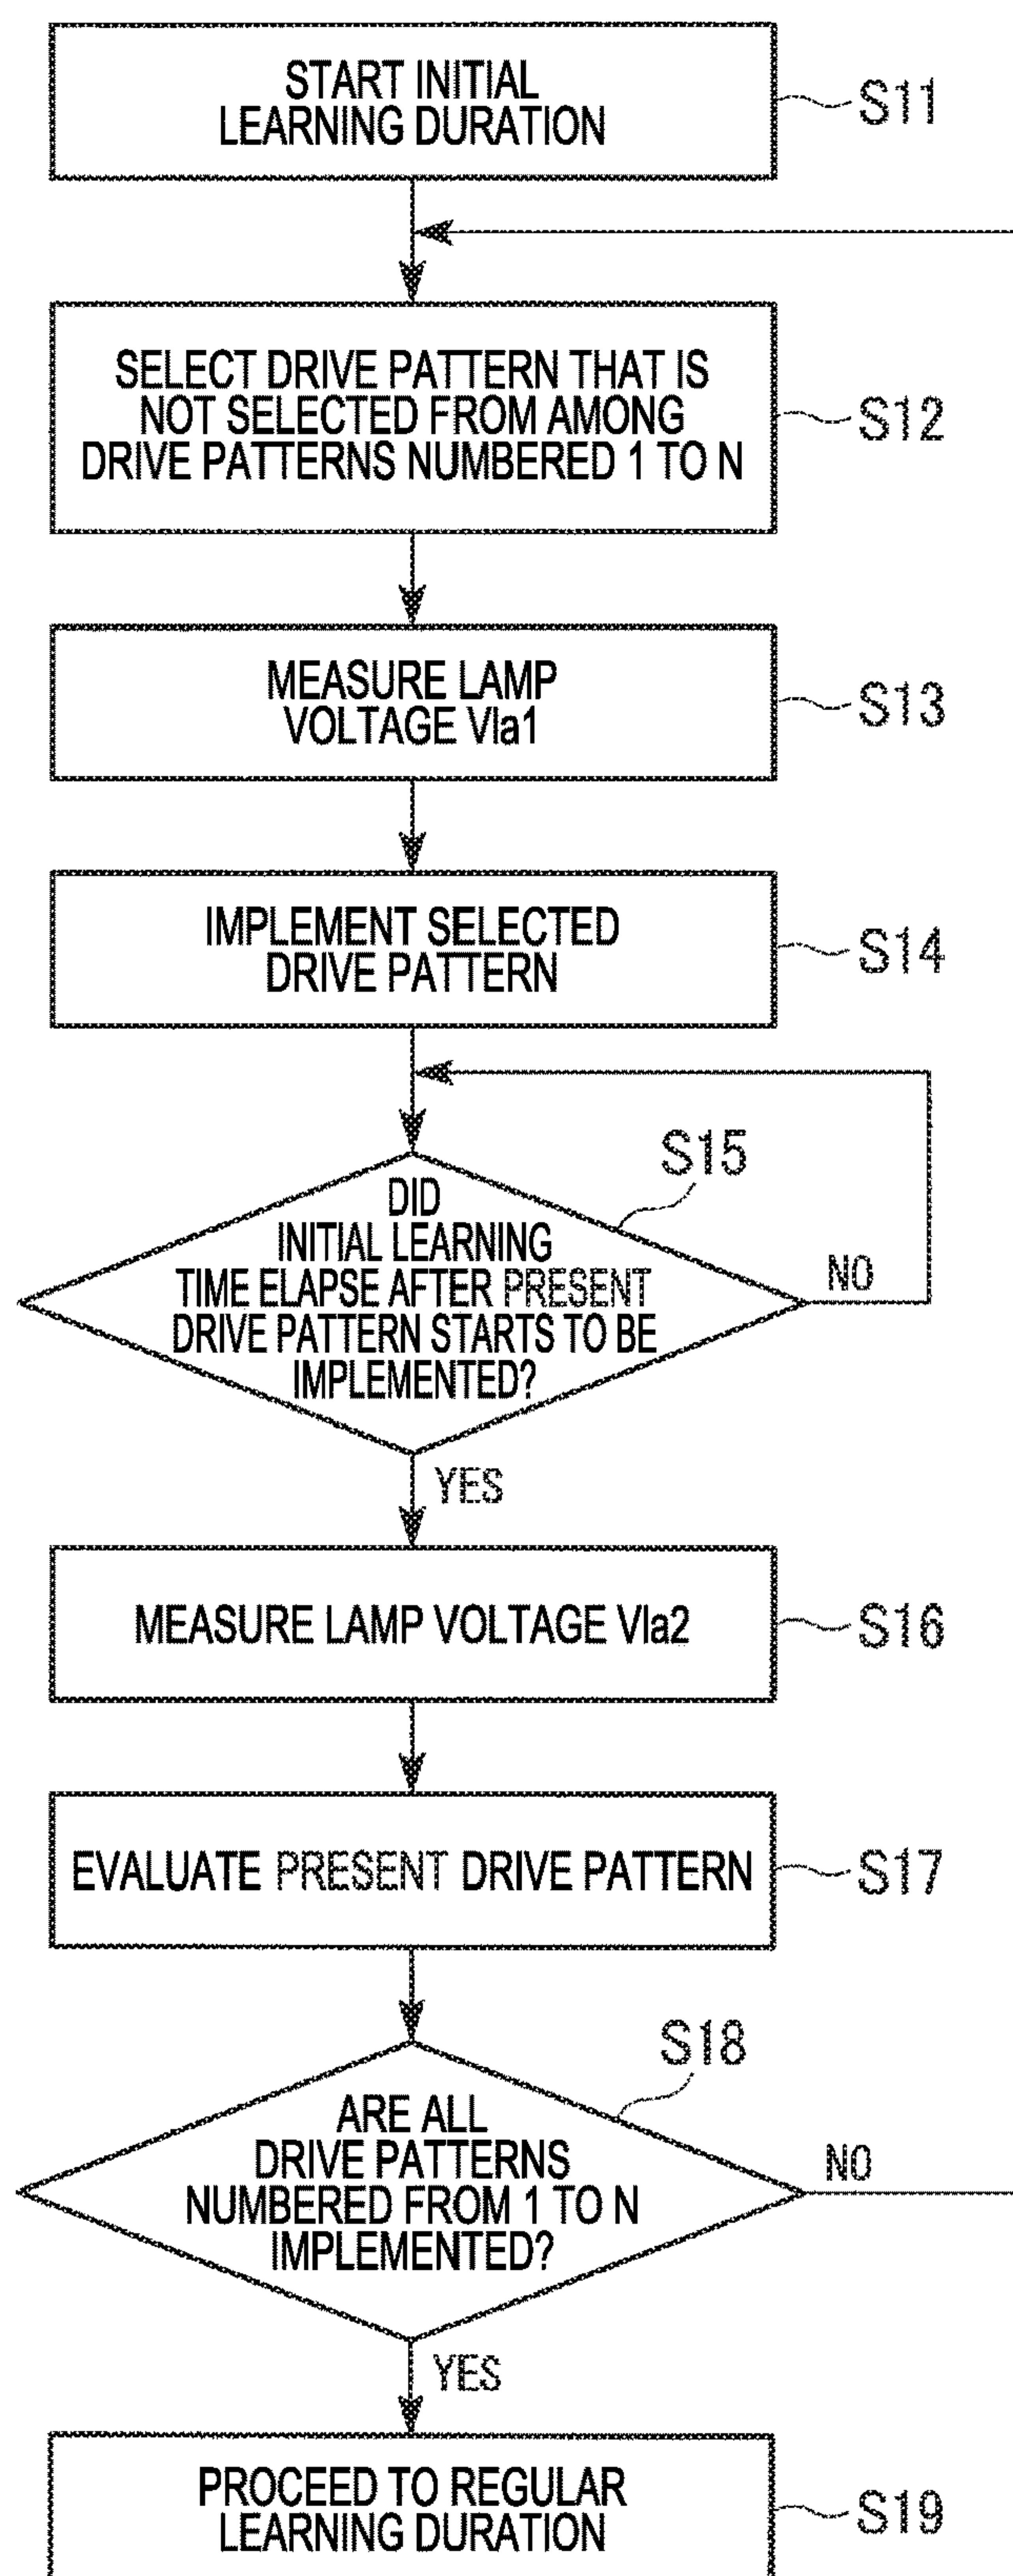 START INITIAL
LEARNING DURATION
S11
SELECT DRIVE PATTERN THAT IS
NOT SELECTED FROM AMONG
DRIVE PATTERNS NUMBERED 1 TO N
S12
MEASURE LAMP
VOLTAGE Vla1
S13
IMPLEMENT SELECTED
DRIVE PATTERN
S14
S15
DID
INITIAL LEARNING
TIME ELAPSE AFTER PRESENT
DRIVE PATTERN STARTS TO BE
IMPLEMENTED?
NO
YES
MEASURE LAMP VOLTAGE Vla2
S16
EVALUATE PRESENT DRIVE PATTERN
S17
S18
ARE ALL
DRIVE PATTERNS
NUMBERED FROM 1 TO N
IMPLEMENTED?
NO
YES
PROCEED TO REGULAR
LEARNING DURATION
S19